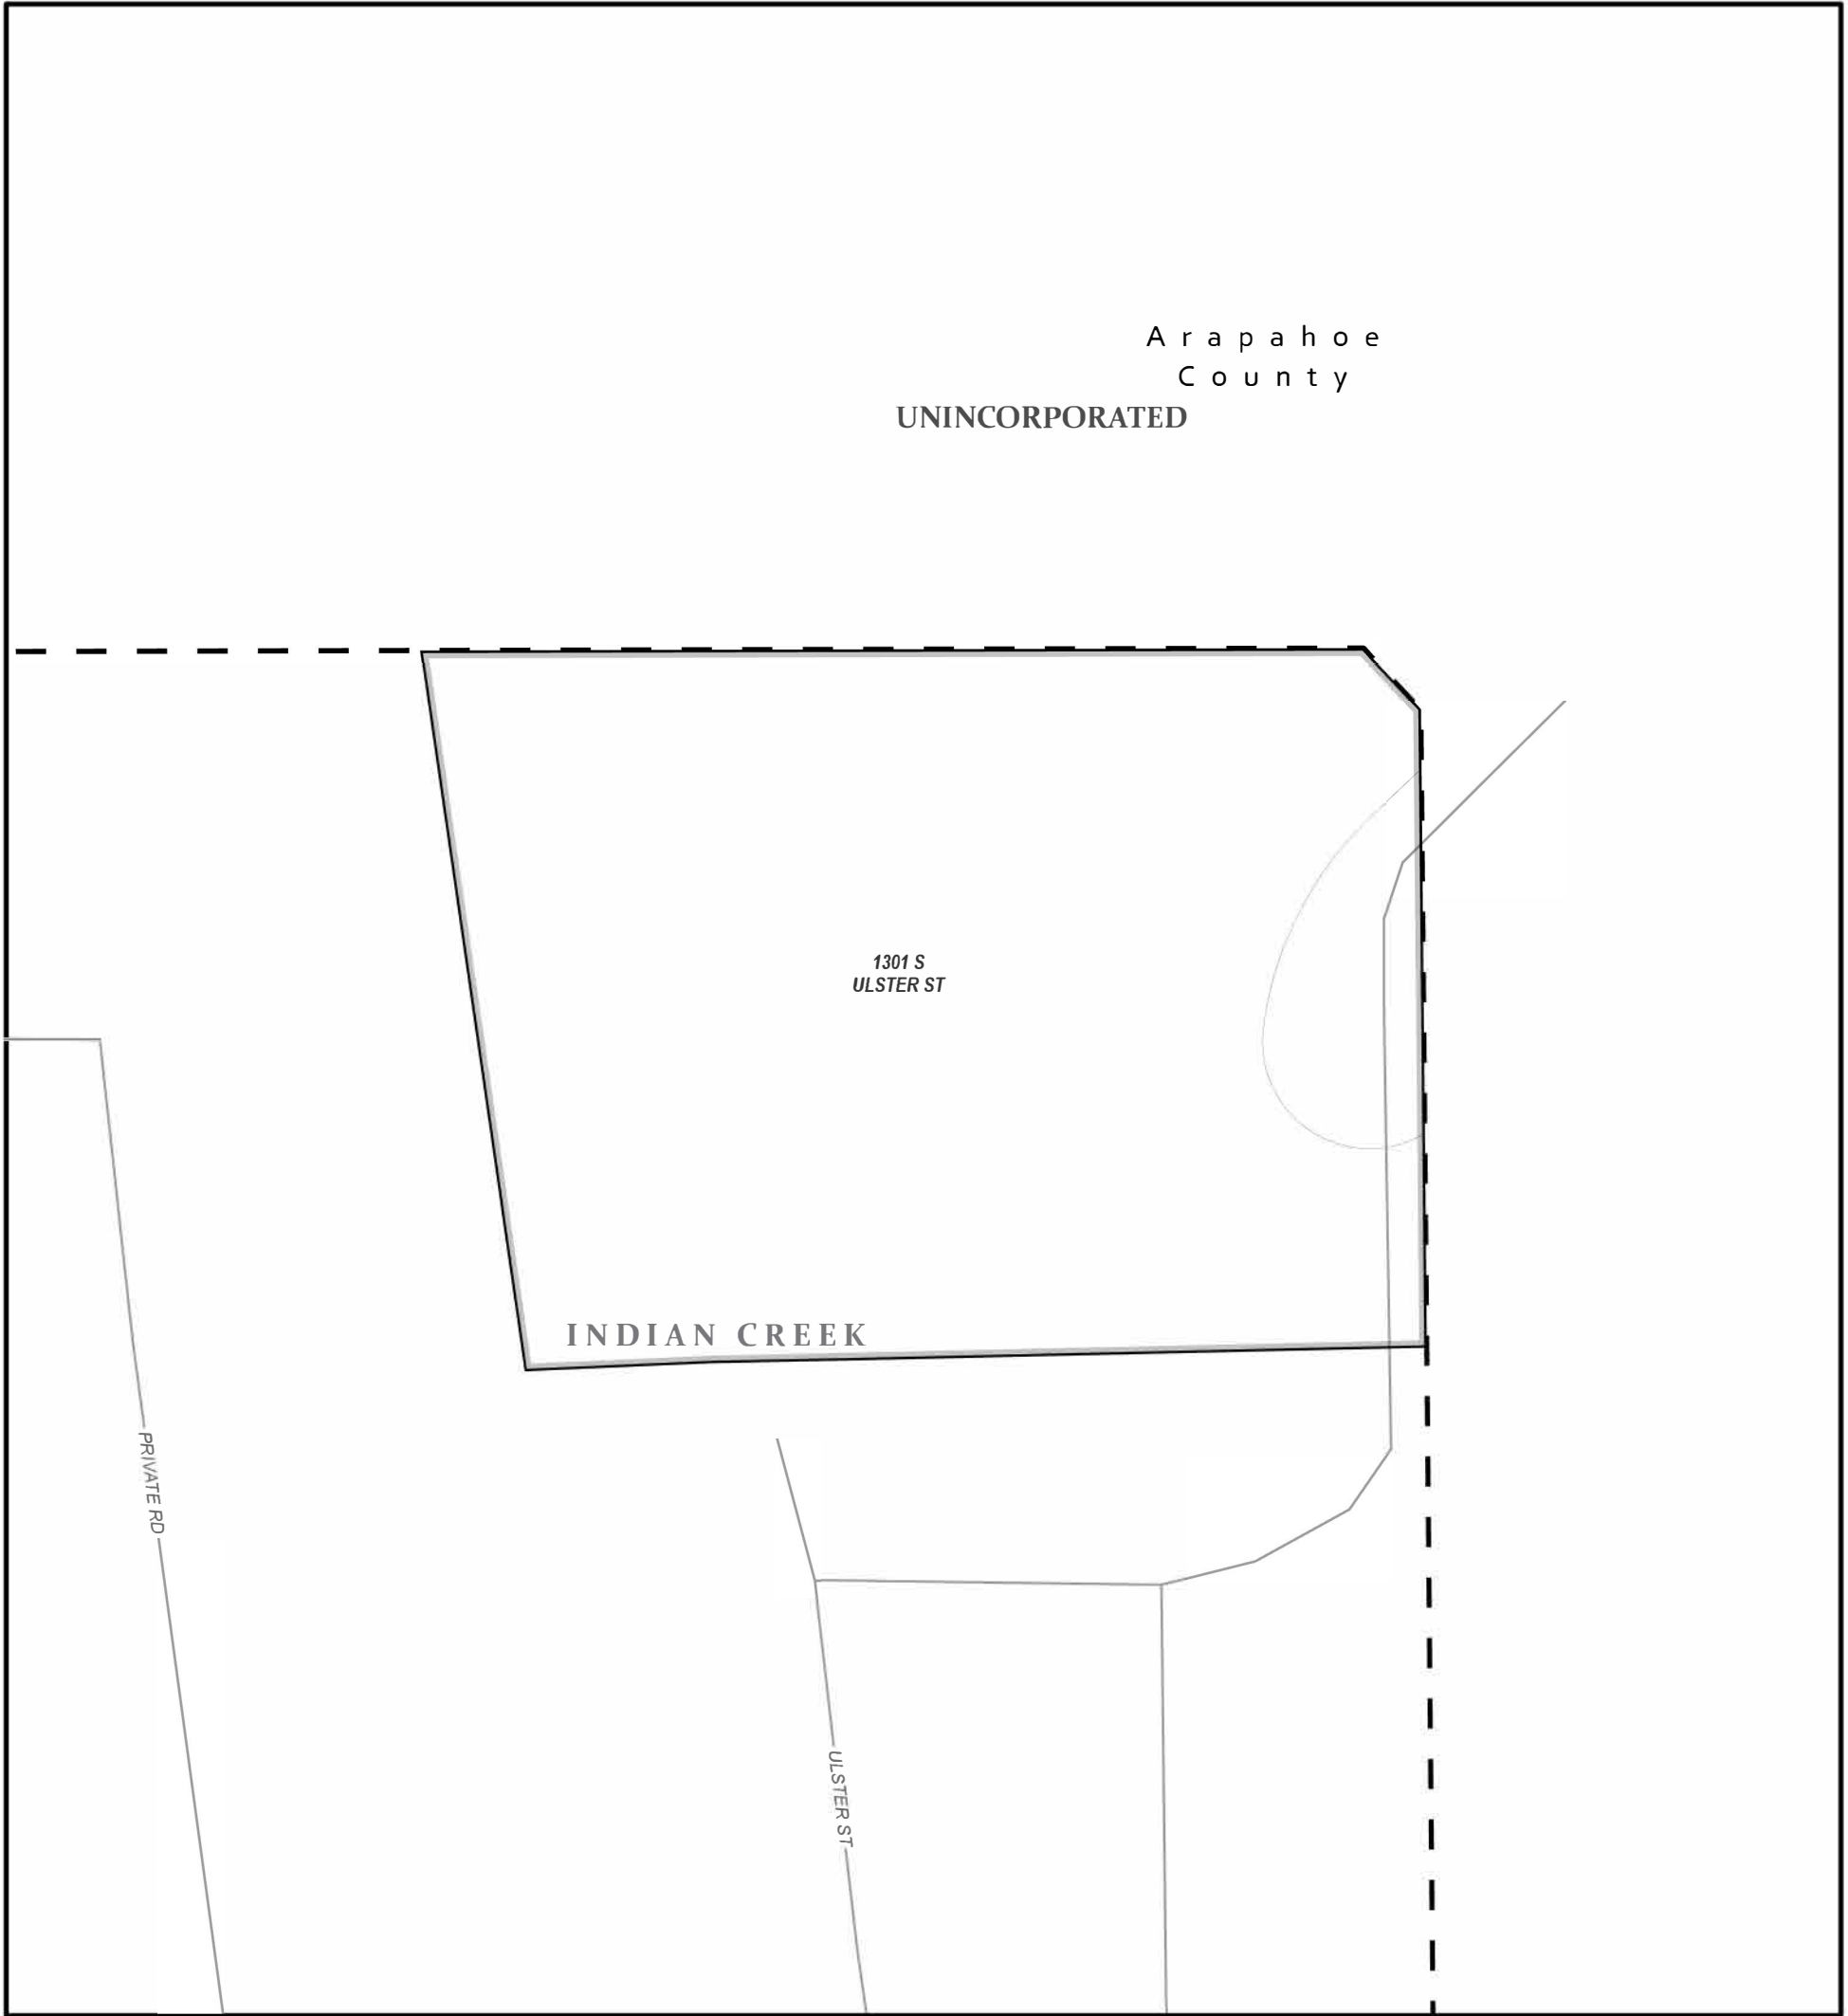 Arapahoe
County
UNINCORPORATED
1301 S
ULSTER ST
INDIAN CREEK
PRIVATE RD
ULSTER ST